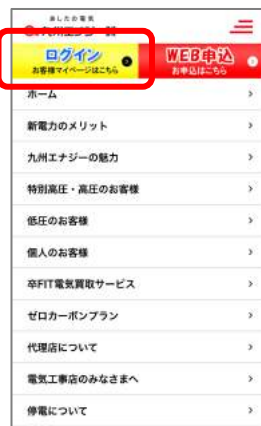 あしたの電気
ログイン
お客様マイページはこちら
WEB申込
お申込はこちら
ホーム
新電力のメリット
九州エナジーの魅力
特別高圧・高圧のお客様
低圧のお客様
個人のお客様
卒FIT電気買取サービス
ゼロカーボンプラン
代理店について
電気工事店のみなさまへ
停電について